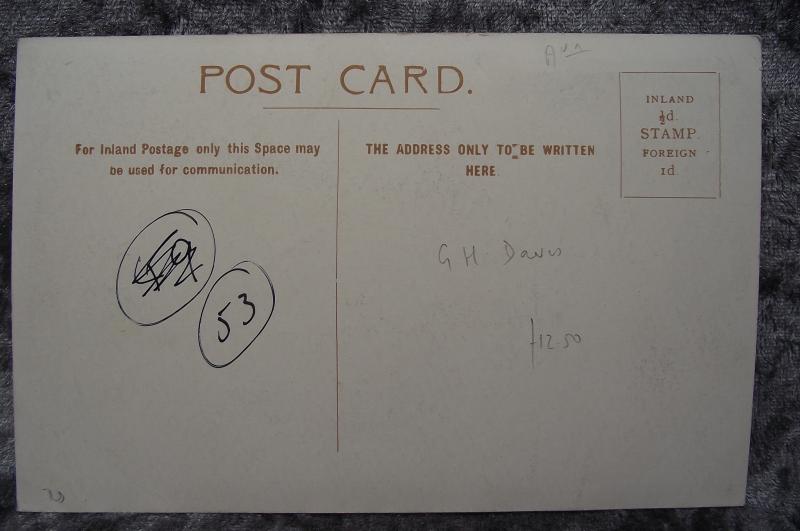 POST CARD.
For Inland Postage only this Space may
be used for communication.
THE ADDRESS ONLY TO BE WRITTEN
HERE
INLAND
½d.
STAMP.
FOREIGN
1d
53
G H Davis
£12.50